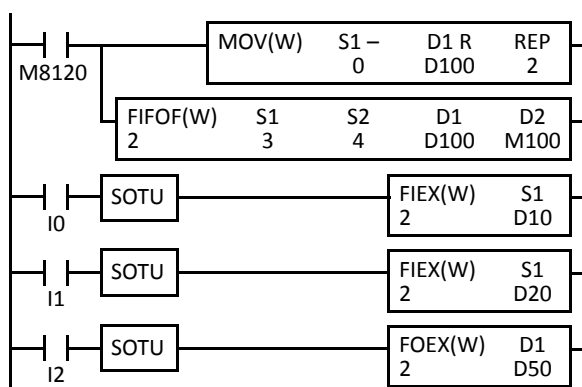 MOV(W) S1 – D1 R REP
M8120 0 D100 2
FIFOF(W) S1 S2 D1 D2
2 3 4 D100 M100
SOTU FIEX(W) S1
I0 2 D10
SOTU FIEX(W) S1
I1 2 D20
SOTU FOEX(W) D1
I2 2 D50